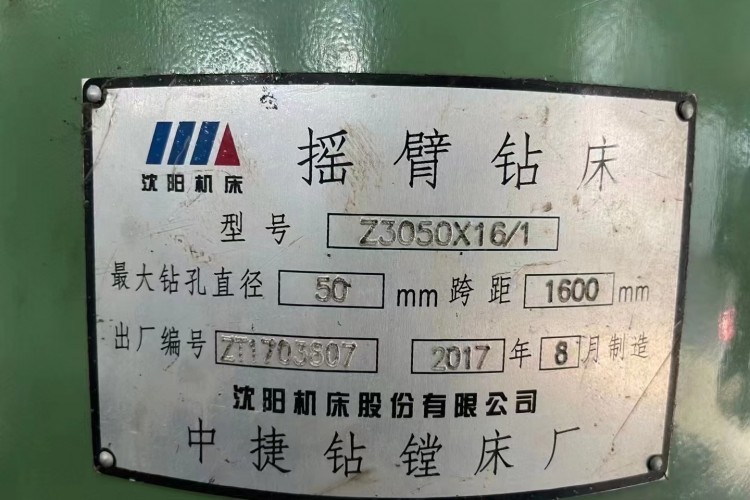 摇臂钻床
沈阳机床
型号 Z3050X16/1
最大钻孔直径 50 mm 跨距 1600 mm
出厂编号 ZT1703607 2017 年 8 月制造
沈阳机床股份有限公司
中捷钻镗床厂